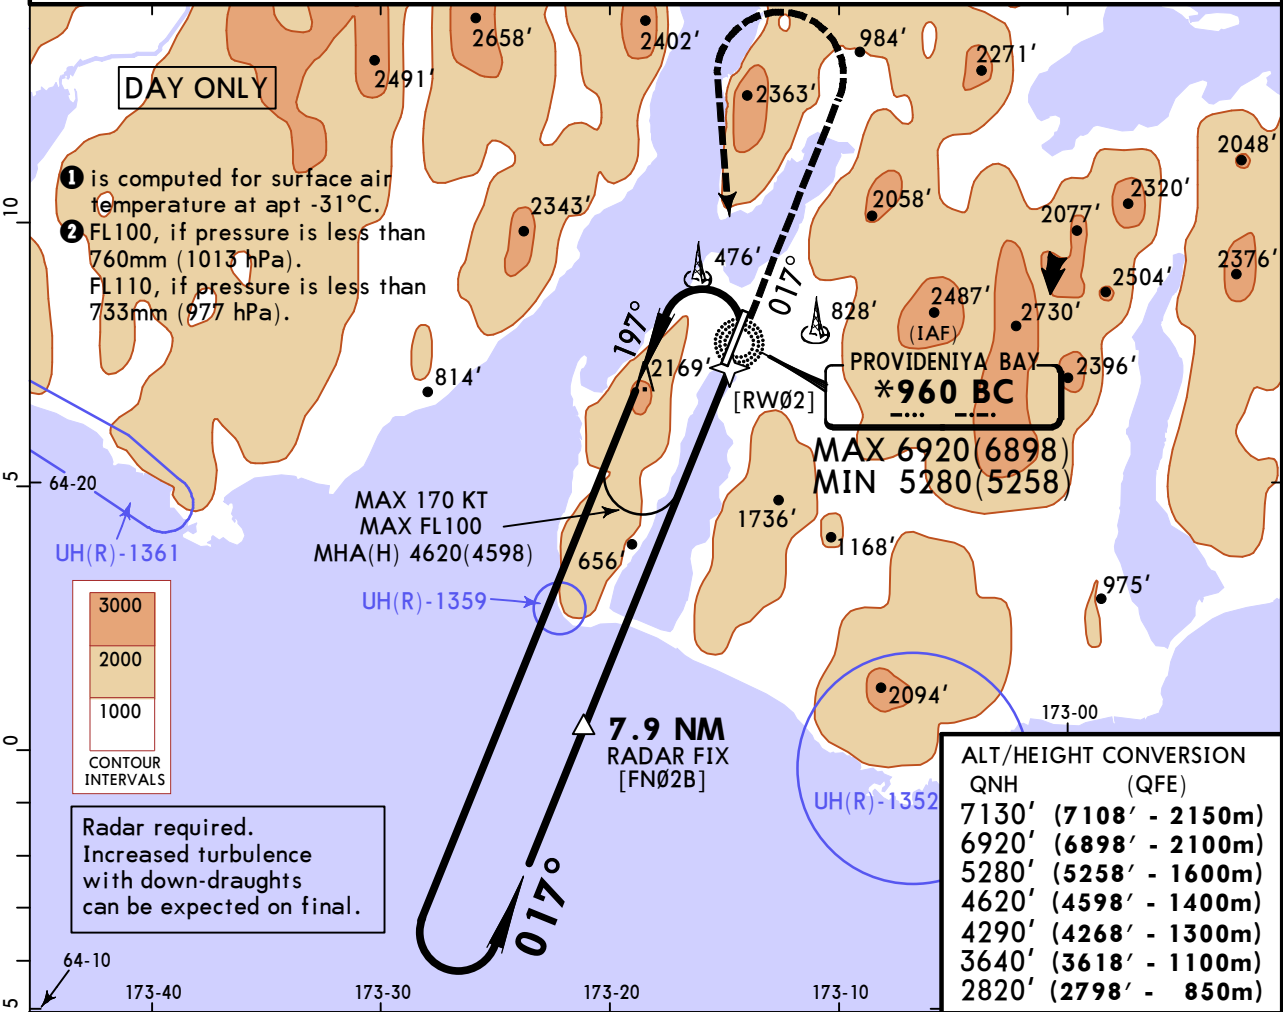 2658′
2402′
984′
2271′
2491′
DAY ONLY
2363′
2048′
❶ is computed for surface air
temperature at apt -31°C.
❷ FL100, if pressure is less than
760mm (1013 hPa).
FL110, if pressure is less than
733mm (977 hPa).
10
2343′
2058′
2320′
2077′
476′
2376′
017°
2504′
2487′
828′
2730′
197°
(IAF)
PROVIDENIYA BAY
*960 BC
2169′
2396′
814′
[RWØ2]
MAX 6920(6898)
MIN 5280(5258)
5
64-20
MAX 170 KT
MAX FL100
MHA(H) 4620(4598)
1736′
UH(R)-1361
656′
1168′
975′
UH(R)-1359
3000
2000
1000
CONTOUR
INTERVALS
2094′
173-00
0
7.9 NM
RADAR FIX
[FNØ2B]
UH(R)-1352
ALT/HEIGHT CONVERSION
QNH (QFE)
7130′ (7108′ - 2150m)
6920′ (6898′ - 2100m)
5280′ (5258′ - 1600m)
4620′ (4598′ - 1400m)
4290′ (4268′ - 1300m)
3640′ (3618′ - 1100m)
2820′ (2798′ - 850m)
Radar required.
Increased turbulence
with down-draughts
can be expected on final.
017°
64-10
5
173-40
173-30
173-20
173-10